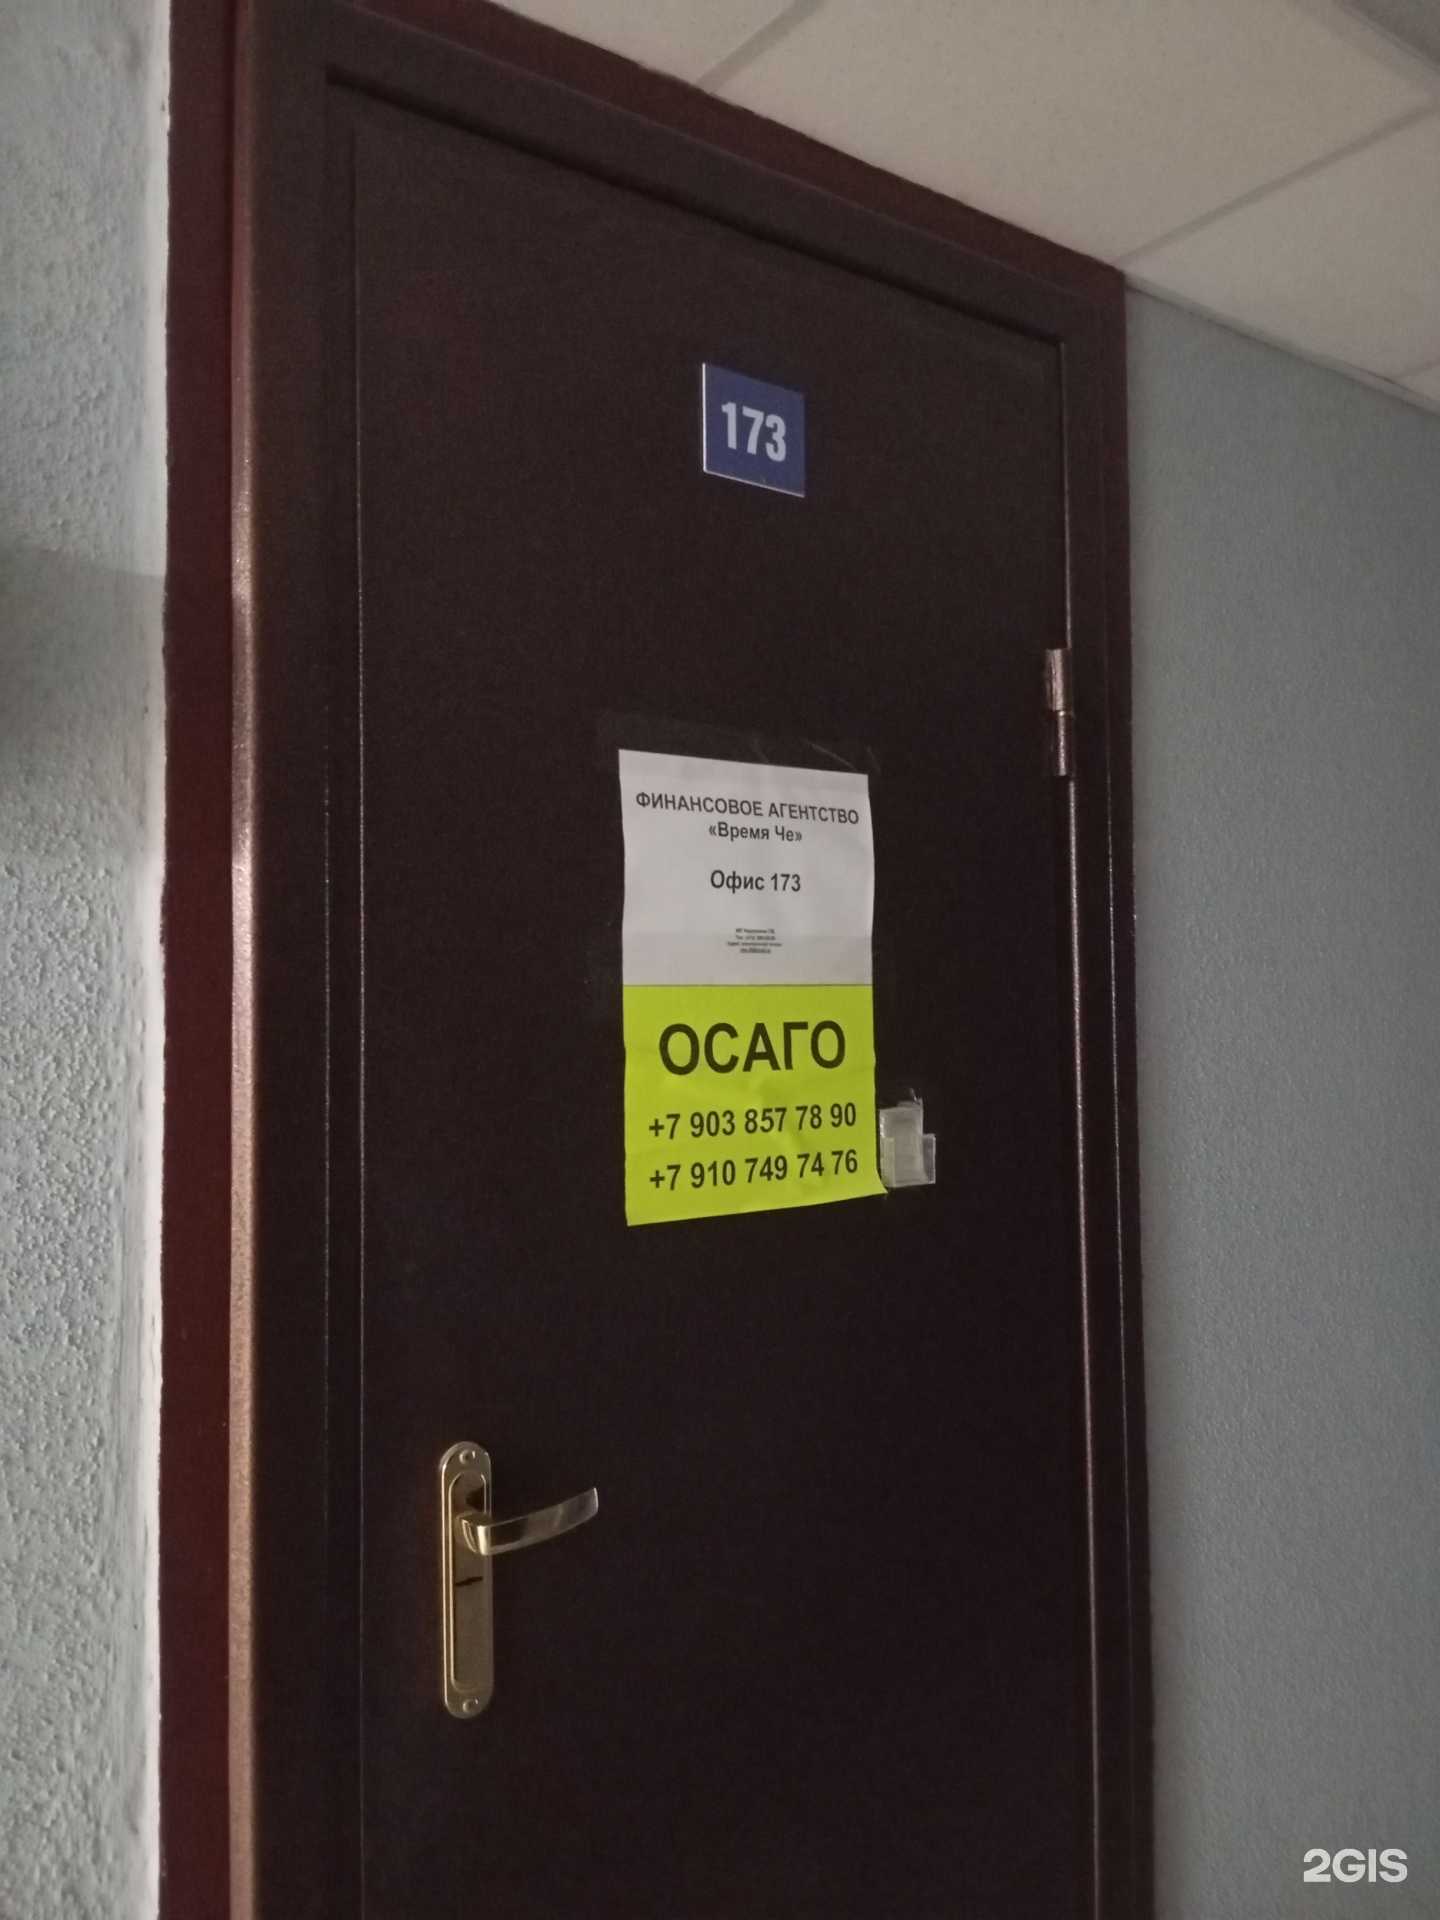 173
ФИНАНСОВОЕ АГЕНТСТВО
«Время Че»
Офис 173
ОСАГО
+7 903 857 78 90
+7 910 749 74 76
2GIS